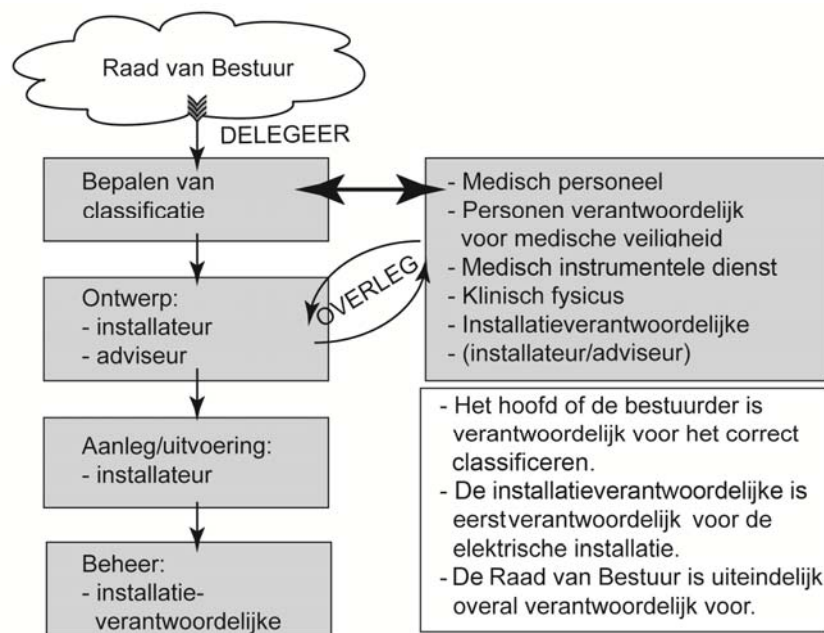 Raad van Bestuur
DELEGEER
Bepalen van
classificatie
- Medisch personeel
- Personen verantwoordelijk
voor medische veiligheid
- Medisch instrumentele dienst
- Klinisch fysicus
- Installatieverantwoordelijke
- (installateur/adviseur)
OVERLEG
Ontwerp:
- installateur
- adviseur
Aanleg/uitvoering:
- installateur
Beheer:
- installatie-
verantwoordelijke
- Het hoofd of de bestuurder is
verantwoordelijk voor het correct
classificeren.
- De installatieverantwoordelijke is
eerstverantwoordelijk voor de
elektrische installatie.
- De Raad van Bestuur is uiteindelijk
overal verantwoordelijk voor.